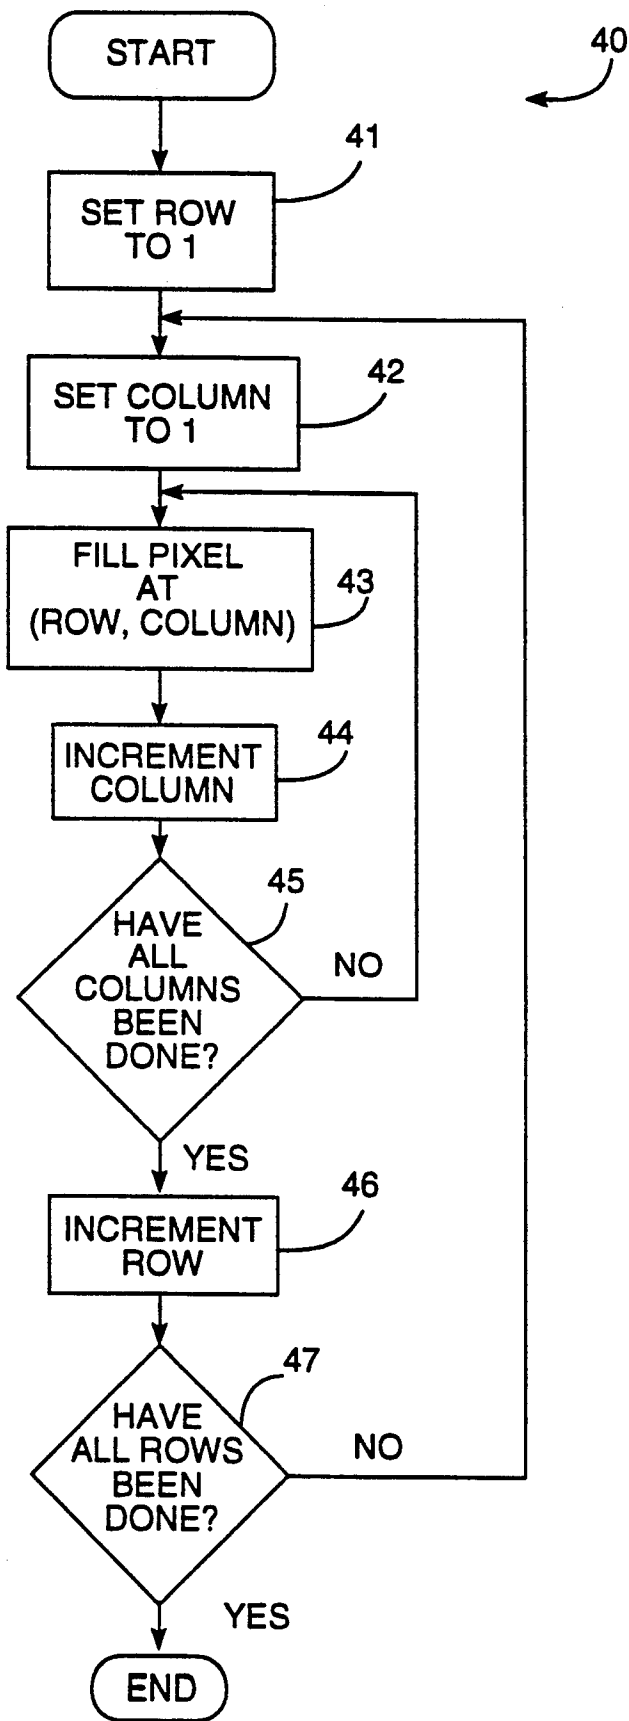 START
40
41
SET ROW
TO 1
42
SET COLUMN
TO 1
FILL PIXEL
AT
(ROW, COLUMN)
43
44
INCREMENT
COLUMN
45
HAVE
ALL
COLUMNS
BEEN
DONE?
NO
YES
46
INCREMENT
ROW
47
HAVE
ALL ROWS
BEEN
DONE?
NO
YES
END